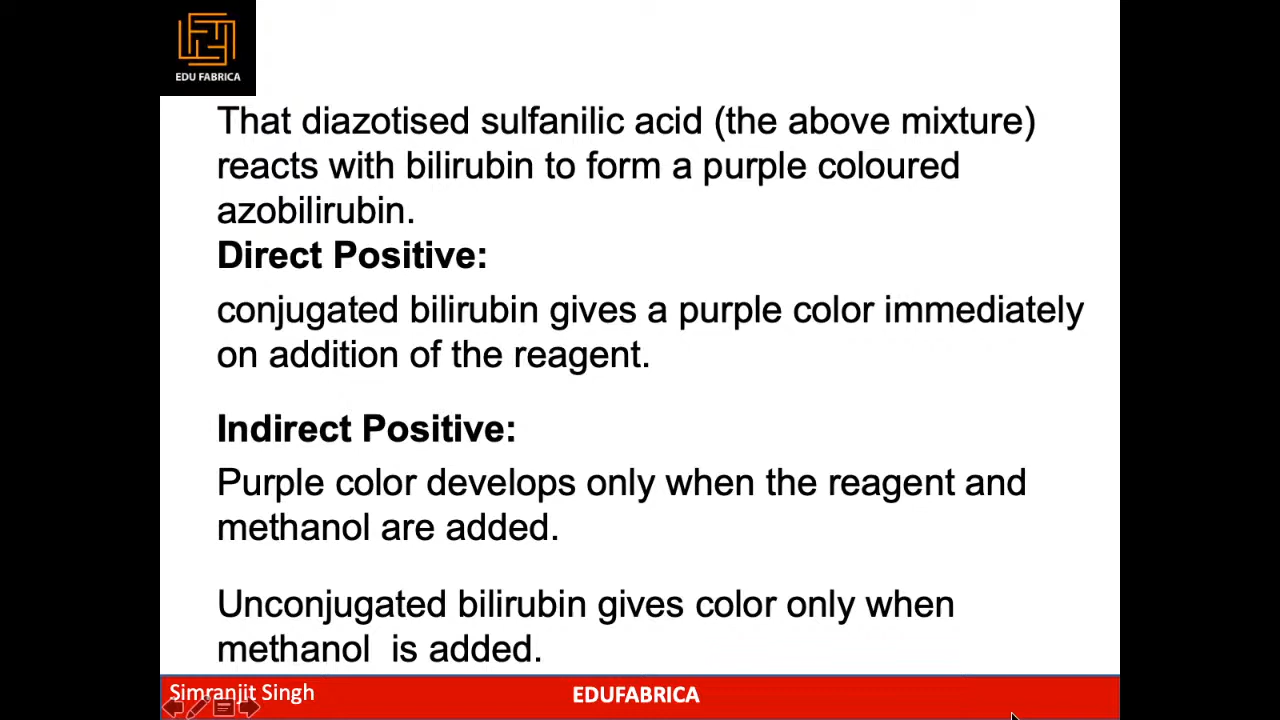 EDU FABRICA
That diazotised sulfanilic acid (the above mixture)
reacts with bilirubin to form a purple coloured
azobilirubin.
Direct Positive:
conjugated bilirubin gives a purple color immediately
on addition of the reagent.
Indirect Positive:
Purple color develops only when the reagent and
methanol are added.
Unconjugated bilirubin gives color only when
methanol is added.
Simranjit Singh
EDUFABRICA